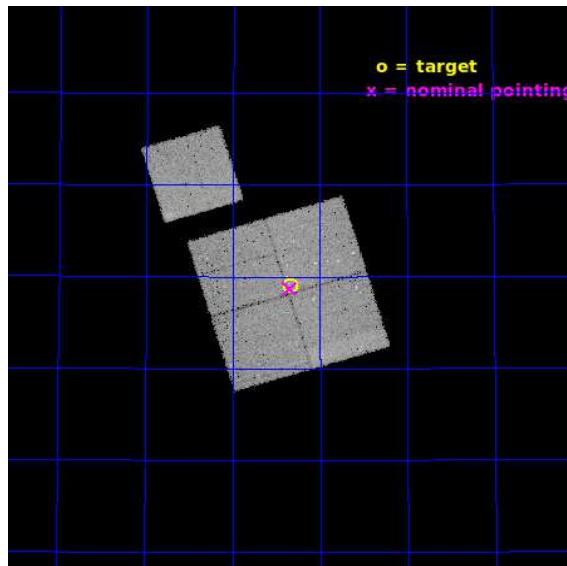 o = target
x = nominal pointing